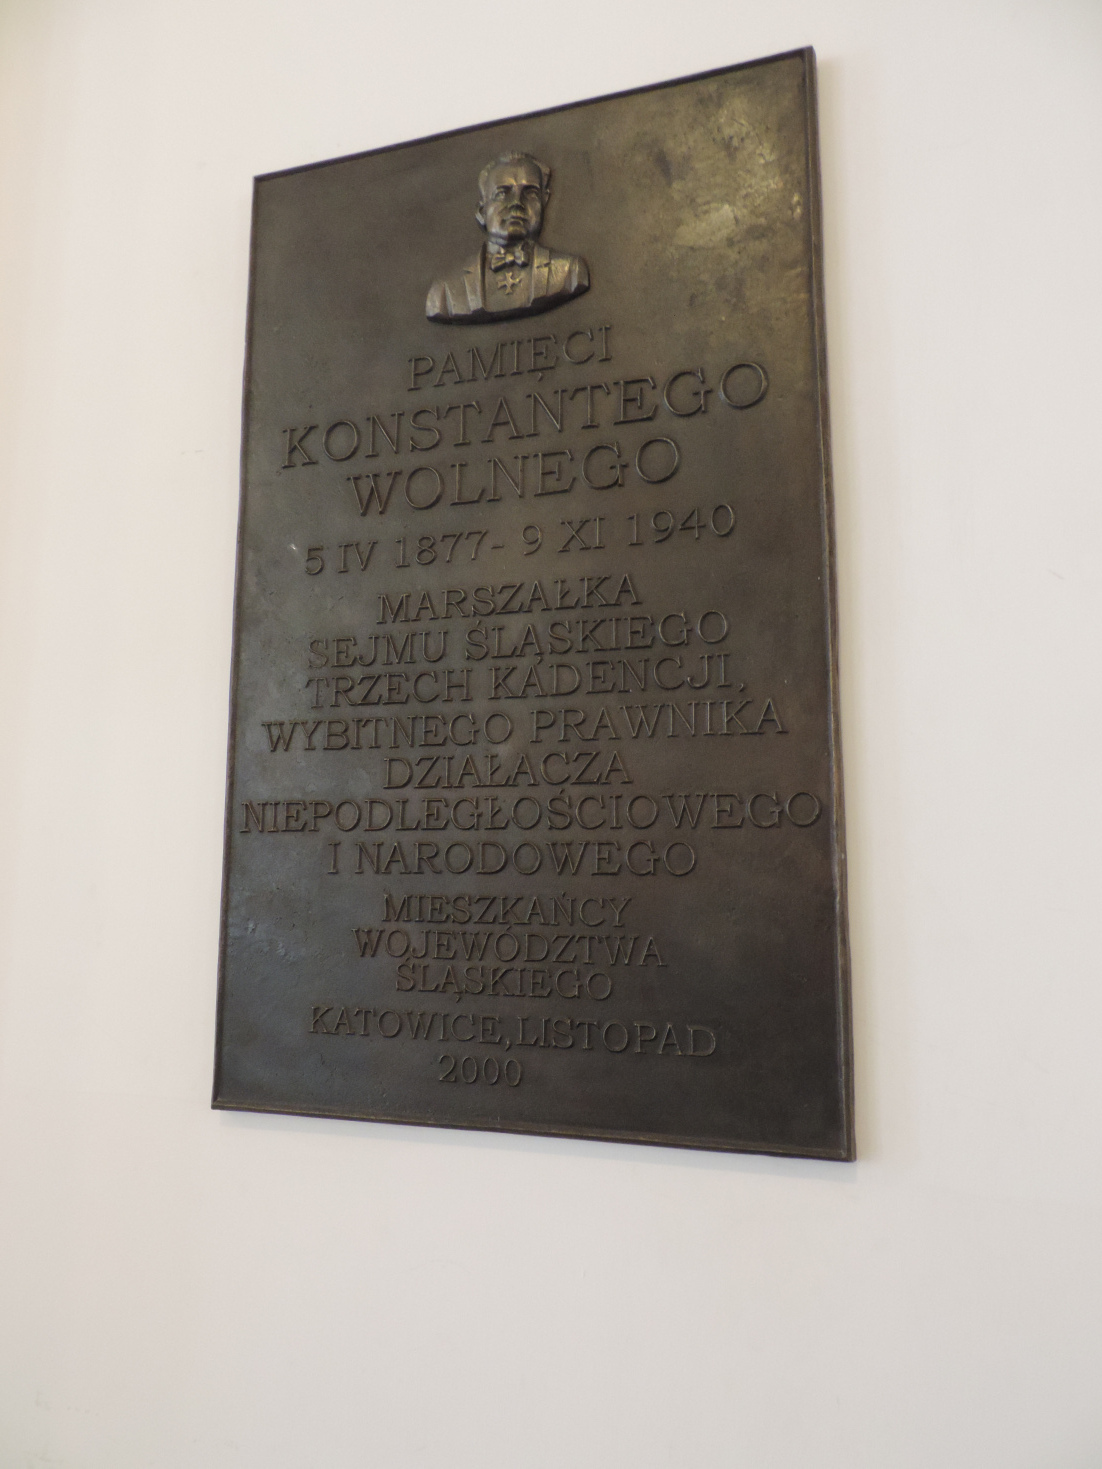 PAMIĘCI
KONSTANTEGO
WOLNEGO
5 IV 1877- 9 XI 1940
MARSZAŁKA
SEJMU ŚLĄSKIEGO
TRZECH KADENCJI,
WYBITNEGO PRAWNIKA
DZIAŁACZA
NIEPODLEGŁOŚCIOWEGO
I NARODOWEGO
MIESZKAŃCY
WOJEWÓDZTWA
ŚLĄSKIEGO
KATOWICE, LISTOPAD
2000